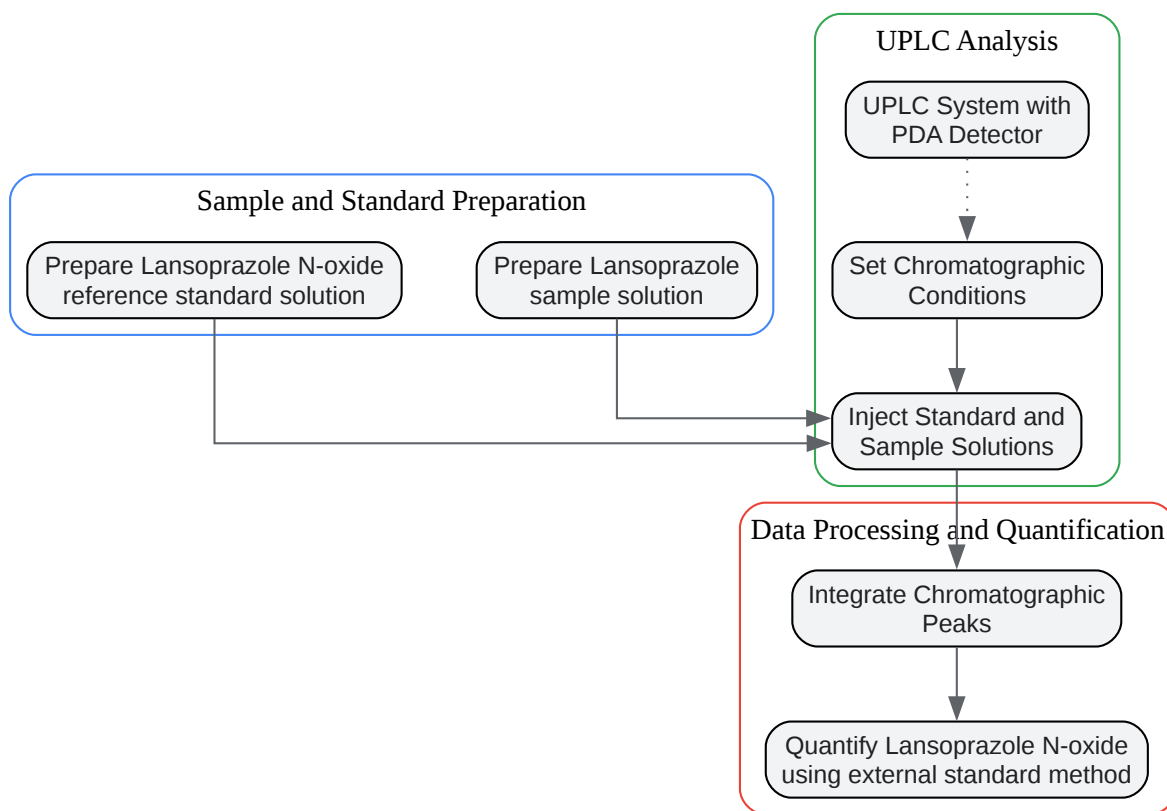 UPLC Analysis
UPLC System with
PDA Detector
Sample and Standard Preparation
Prepare Lansoprazole N-oxide
reference standard solution
Prepare Lansoprazole
sample solution
Set Chromatographic
Conditions
Inject Standard and
Sample Solutions
Data Processing and Quantification
Integrate Chromatographic
Peaks
Quantify Lansoprazole N-oxide
using external standard method